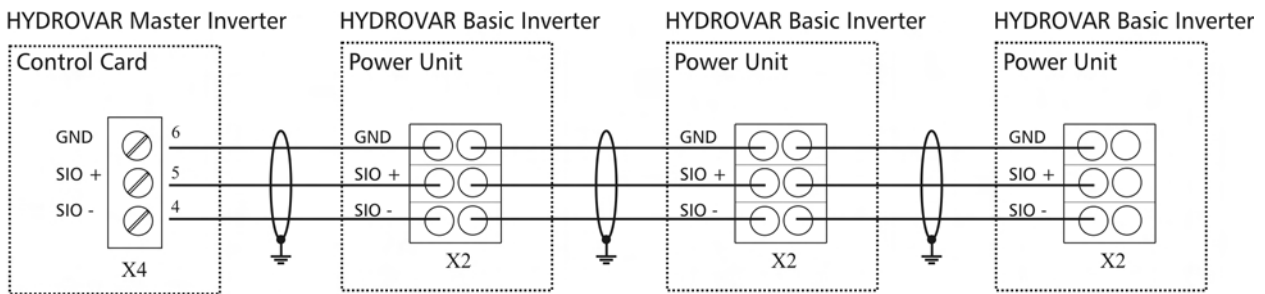 HYDROVAR Master Inverter
HYDROVAR Basic Inverter
HYDROVAR Basic Inverter
HYDROVAR Basic Inverter
Control Card
Power Unit
Power Unit
Power Unit
GND
6
GND
GND
GND
SIO +
5
SIO +
SIO +
SIO +
SIO -
4
SIO -
SIO -
SIO -
X4
X2
X2
X2